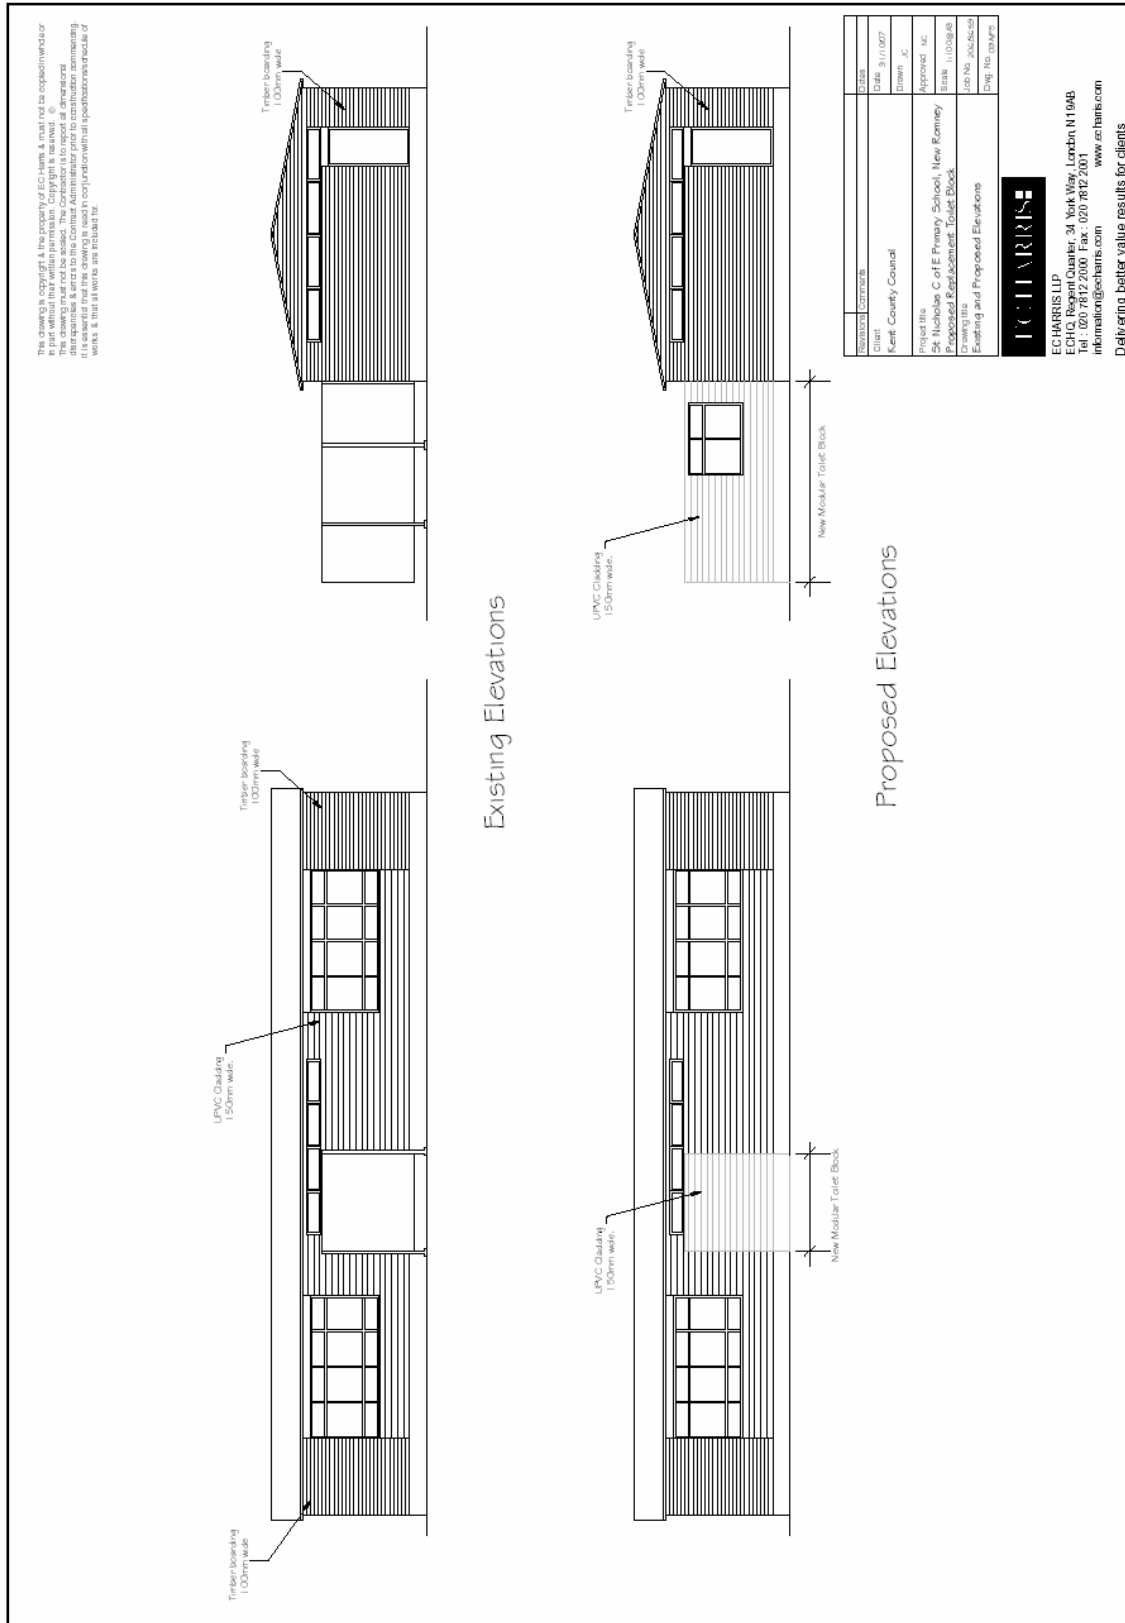 This drawing is copyright & the property of EC Harris & must not be copied in whole or
in part without their written permission. Copyright is reserved. ©
This drawing must not be scaled. The Contractor is to report all dimensional
discrepancies & errors to the Contract Administrator prior to construction commencing.
It is essential that this drawing is read in conjunction with all specifications/schedule of
works & that all works are included for.
Timber boarding
100mm wide
UPVC Cladding
150mm wide.
Timber boarding
100mm wide
Timber boarding
100mm wide
Existing Elevations
UPVC Cladding
150mm wide.
UPVC Cladding
150mm wide.
Timber boarding
100mm wide
New Modular Toilet Block
New Modular Toilet Block
Proposed Elevations
Revisions Comments Dates
Client
Kent County Council
Date 31/10/07
Drawn JC
Project title
St Nicholas C of E Primary School, New Romney
Proposed Replacement Toilet Block
Approved NC
Scale 1:100@A3
Drawing title
Existing and Proposed Elevations
Job No.
Dwg. No.
EC HARRIS
EC HARRIS LLP
ECHQ, Regent Quarter, 34 York Way, London, N1 9AB
Tel : 020 7812 2000 Fax : 020 7812 2001
information@echarris.com www.echarris.com
Delivering better value results for clients